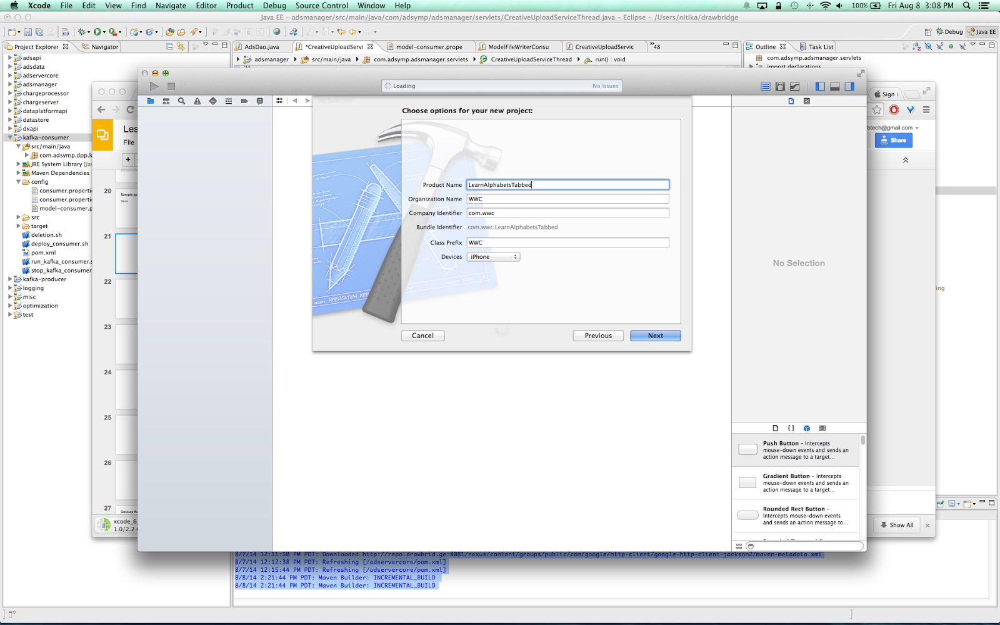 Xcode File Edit View Find Navigate Editor Product Debug Source Control Window Help
100% Fri Aug 8 3:08 PM
Java EE – adsmanager/src/main/java/com/adsymp/adsmanager/servlets/CreativeUploadServiceThread.java – Eclipse – /Users/nitika/drawbridge
Debug Java EE
Project Explorer Navigator
AdsDao.java *CreativeUploadServi model-consumer.prope ModelFileWriterConsu CreativeUploadServic »48
Outline Task List
adsmanager src/main/java com.adsymp.adsmanager.servlets CreativeUploadServiceThread run() : void
com.adsymp.adsmanager.servlets
import declarations
adsapi
adsdata
adservercore
adsmanager
chargeprocessor
chargeserver
dataplatformapi
datastore
dxapi
kafka-consumer
src/main/java
com.adsymp.dpp.k
JRE System Library [Jav
Maven Dependencies
config
consumer.properti
consumer.properti
model-consumer.p
src
target
deletion.sh
deploy_consumer.sh
pom.xml
run_kafka_consumer.s
stop_kafka_consumer
kafka-producer
logging
misc
optimization
test
Les
File
20
Sample ap
Demo
21
22
23
24
25
26
27
Gesture Re
xcode_6_
1.0/2.2
Sign i
btech@gmail.com
Share
ing
Show All
Loading No Issues
No Selection
Choose options for your new project:
PROJECT: APPLICATION.APP
Product Name LearnAlphabetsTabbed
Organization Name WWC
Company Identifier com.wwc
Bundle Identifier com.wwc.LearnAlphabetsTabbed
Class Prefix WWC
Devices iPhone
Cancel Previous Next
No Selection
{ }
Push Button – Intercepts
mouse-down events and sends an
action message to a target...
Gradient Button – Intercepts
mouse-down events and sends an
action message to a target...
Rounded Rect Button –
Intercepts mouse-down events
and sends an action message to...
8/7/14 12:11:50 PM PDT: Downloaded http://repo.drawbrid.ge:8081/nexus/content/groups/public/com/google/http-client/google-http-client-jackson2/maven-metadata.xml
8/7/14 12:12:38 PM PDT: Refreshing [/adservercore/pom.xml]
8/7/14 12:15:44 PM PDT: Refreshing [/adservercore/pom.xml]
8/8/14 2:21:44 PM PDT: Maven Builder: INCREMENTAL_BUILD
8/8/14 2:21:44 PM PDT: Maven Builder: INCREMENTAL_BUILD